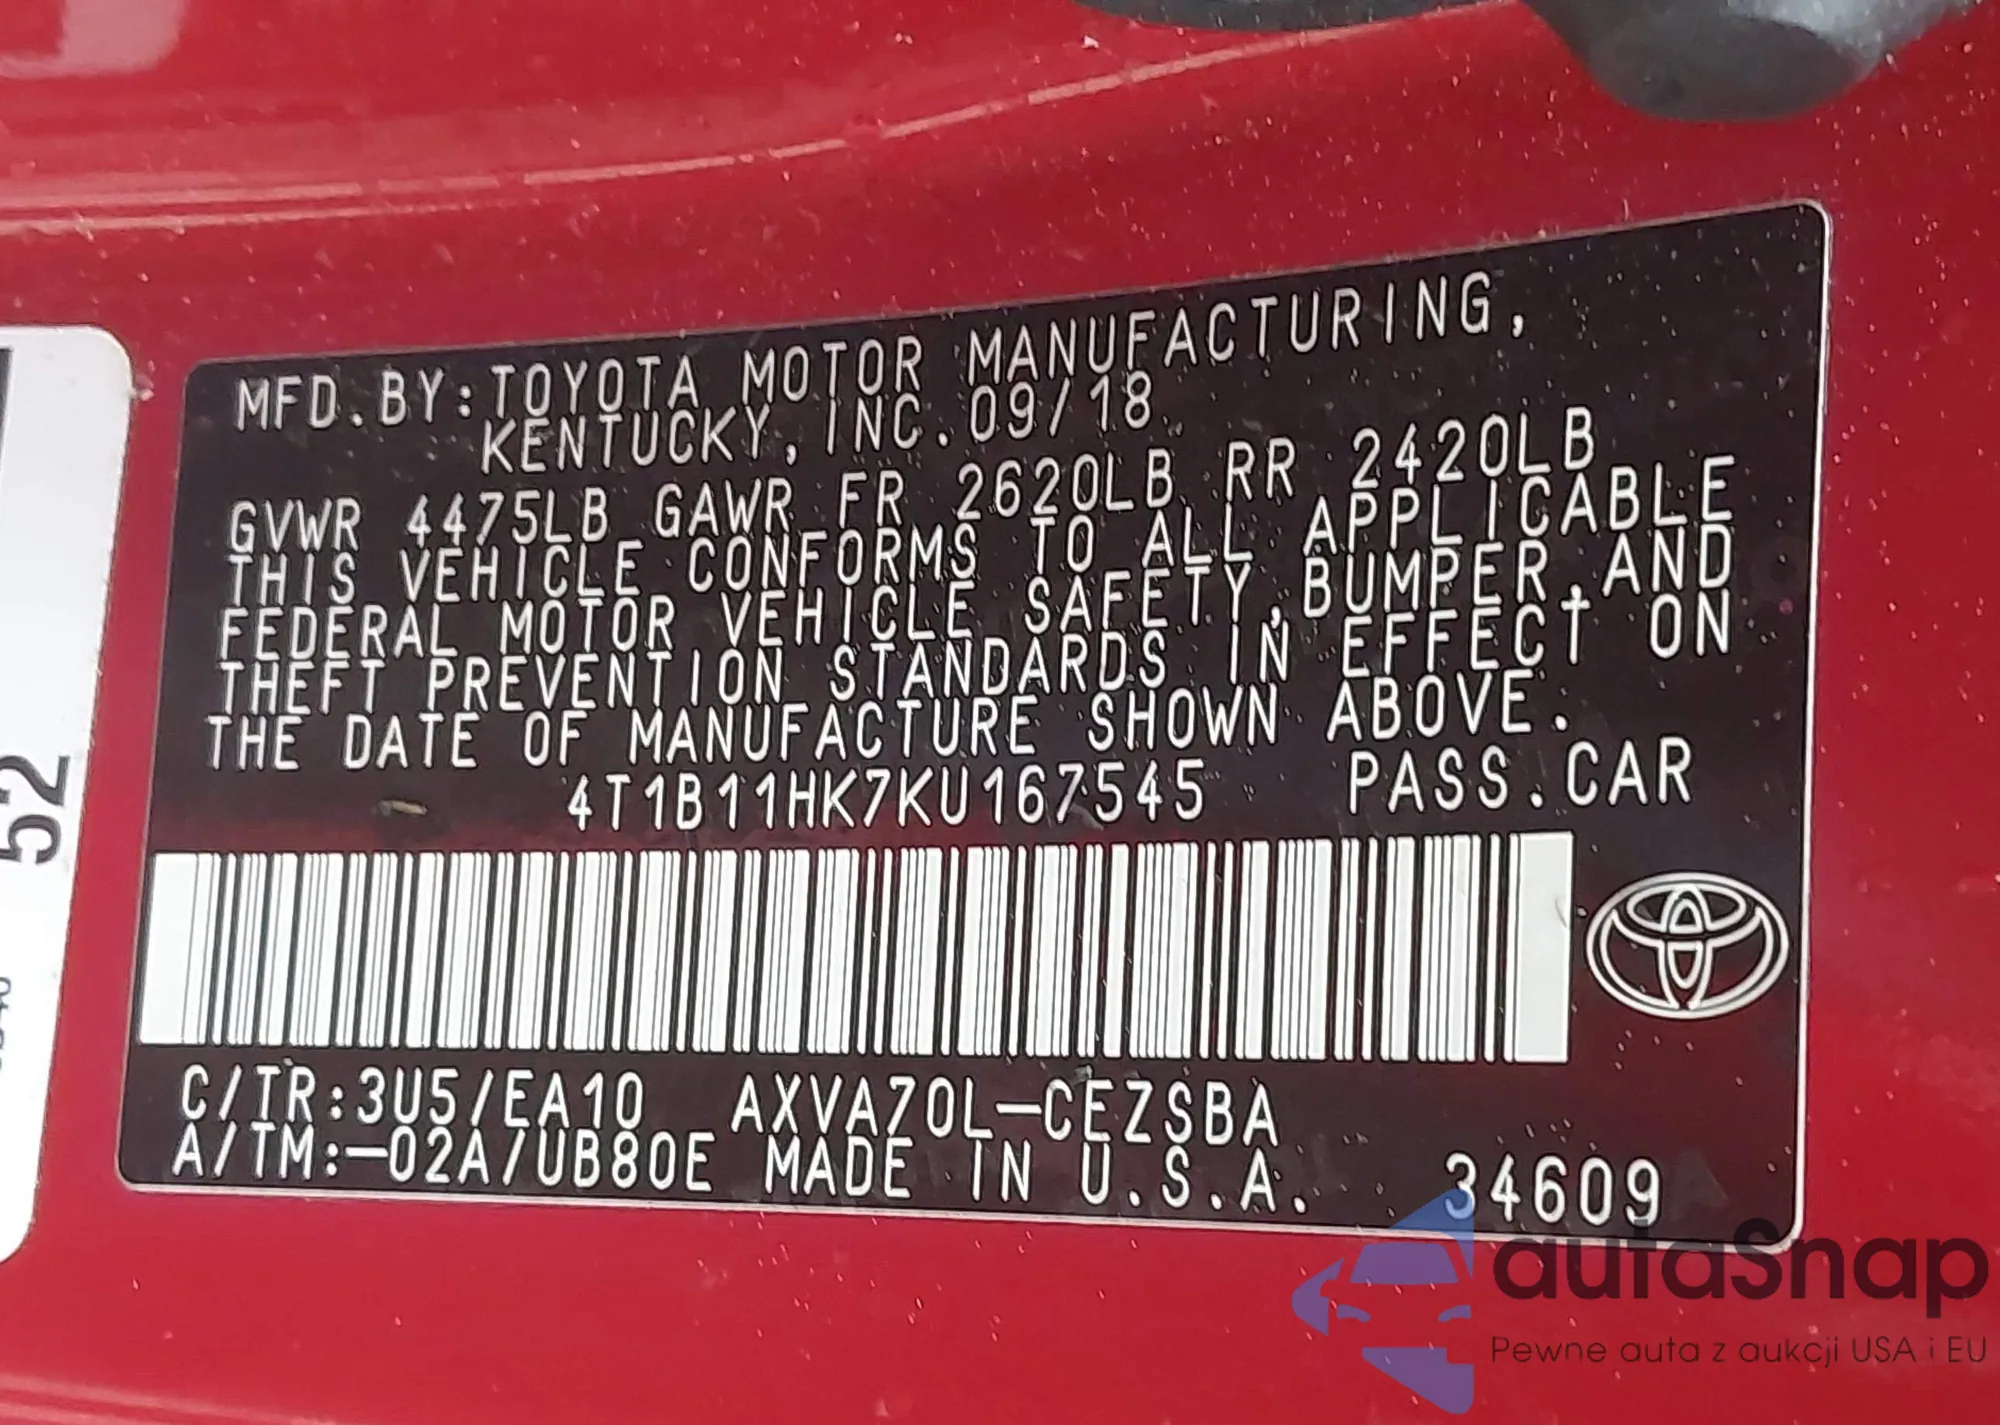 MFD.BY:TOYOTA MOTOR MANUFACTURING,
KENTUCKY, INC. 09/18
GVWR 4475LB GAWR FR 2620LB RR 2420LB
THIS VEHICLE CONFORMS TO ALL APPLICABLE
FEDERAL MOTOR VEHICLE SAFETY,BUMPER,AND
THEFT PREVENTION STANDARDS IN EFFECT ON
THE DATE OF MANUFACTURE SHOWN ABOVE.
4T1B11HK7KU167545 PASS.CAR
C/TR:3U5/EA10 AXVA70L-CEZSBA
A/TM:-02A/UB80E MADE IN U.S.A. 34609
52
autaSnap
Pewne auta z aukcji USA i EU